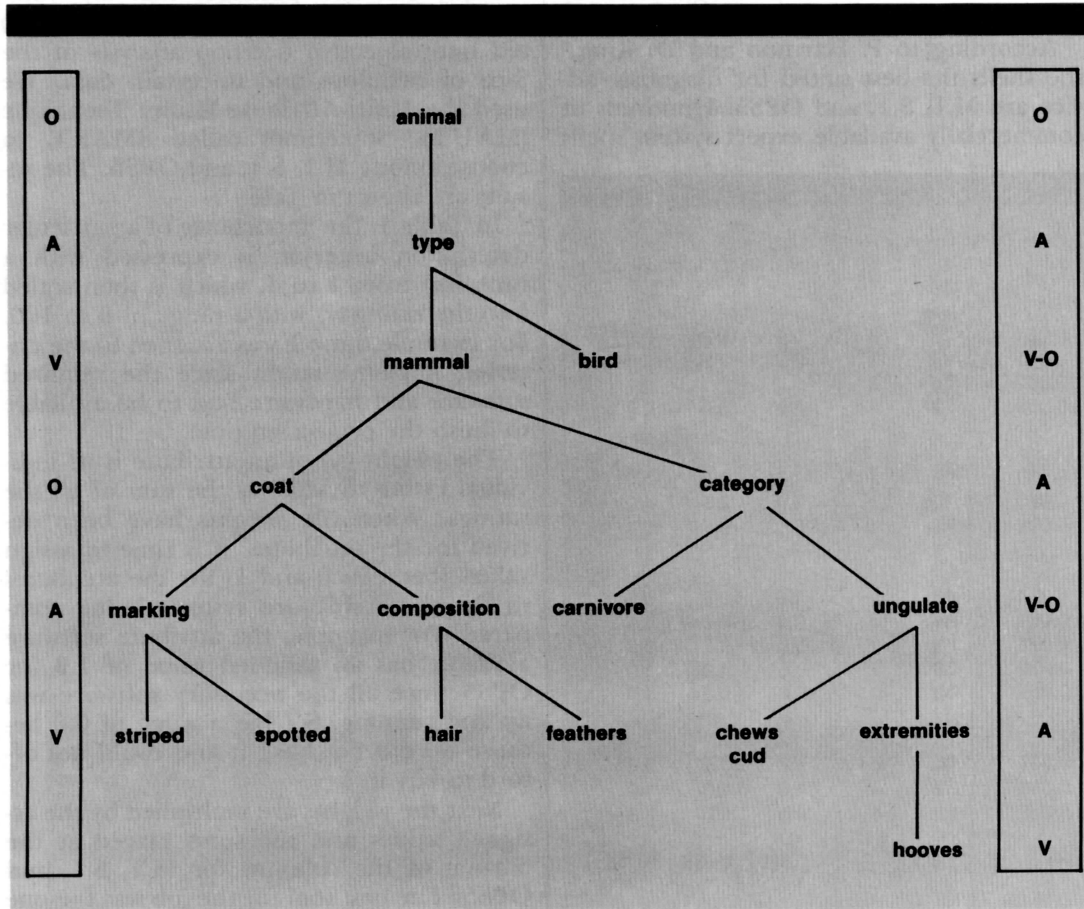 O animal O
A type A
V mammal bird V-O
O coat category A
A marking composition carnivore ungulate V-O
V striped spotted hair feathers chews cud extremities A
hooves V